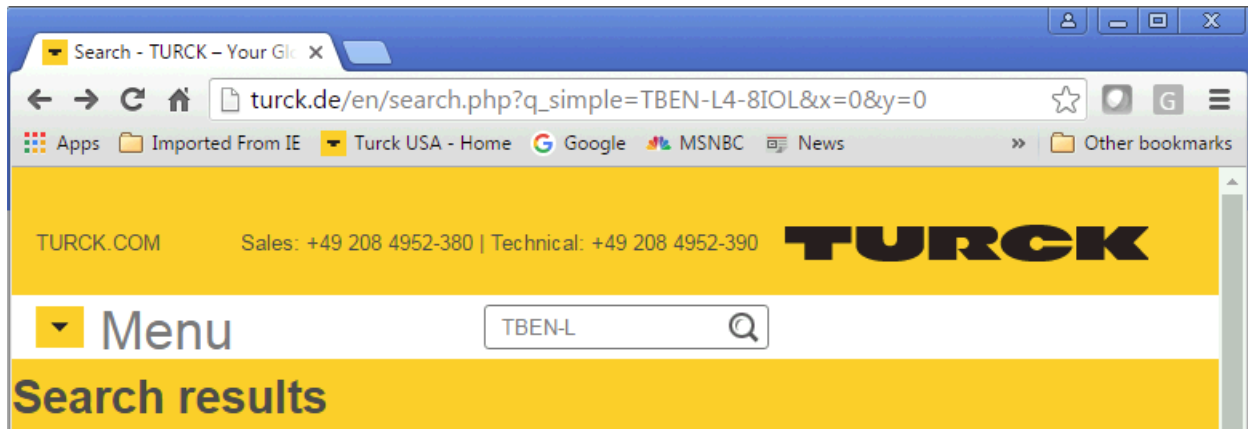 Search - TURCK – Your Glo
turck.de/en/search.php?q_simple=TBEN-L4-8IOL&x=0&y=0
G
Apps Imported From IE Turck USA - Home Google MSNBC News » Other bookmarks
TURCK.COM Sales: +49 208 4952-380 | Technical: +49 208 4952-390 TURCK
Menu TBEN-L
Search results